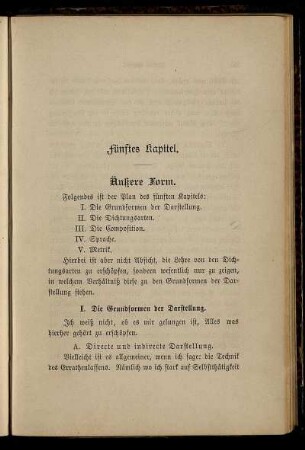 Fünftes Kapitel.
Äußere Form.
Folgendes ist der Plan des fünften Kapitels:
I. Die Grundformen der Darstellung.
II. Die Dichtungsarten.
III. Die Composition.
IV. Sprache.
V. Metrik.
Hierbei ist aber nicht Absicht, die Lehre von den Dich-
tungsarten zu erschöpfen, sondern wesentlich nur zu zeigen,
in welchem Verhältniß diese zu den Grundformen der Dar-
stellung stehen.
I. Die Grundformen der Darstellung.
Ich weiß nicht, ob es mir gelungen ist, Alles was
hierher gehört zu erschöpfen.
A. Directe und indirecte Darstellung.
Vielleicht ist es allgemeiner, wenn ich sage: die Technik
des Errathenlassens. Nämlich wo ich stark auf Selbstthätigkeit